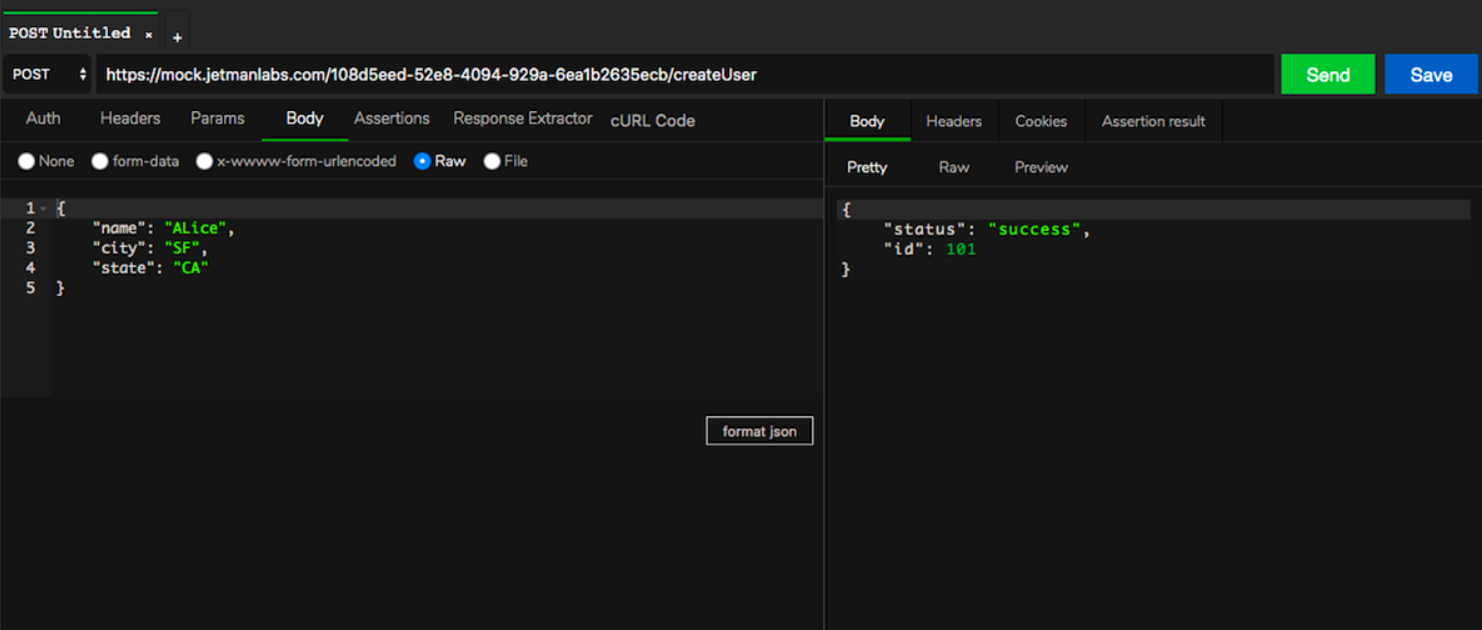 POST Untitled × +
POST https://mock.jetmanlabs.com/108d5eed-52e8-4094-929a-6ea1b2635ecb/createUser Send Save
Auth Headers Params Body Assertions Response Extractor cURL Code
None form-data x-wwww-form-urlencoded Raw File
1 {
2 "name": "ALice",
3 "city": "SF",
4 "state": "CA"
5 }
format json
Body Headers Cookies Assertion result
Pretty Raw Preview
{
"status": "success",
"id": 101
}